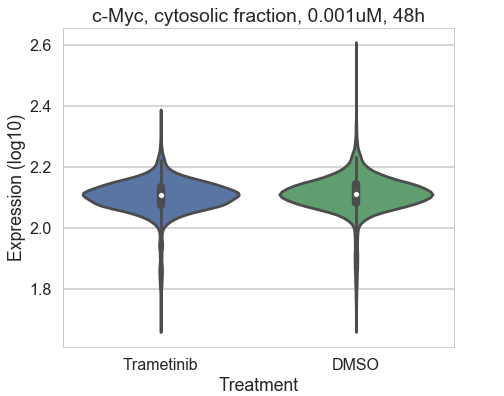 c-Myc, cytosolic fraction, 0.001uM, 48h
Expression (log10)
2.6
2.4
2.2
2.0
1.8
Trametinib DMSO
Treatment